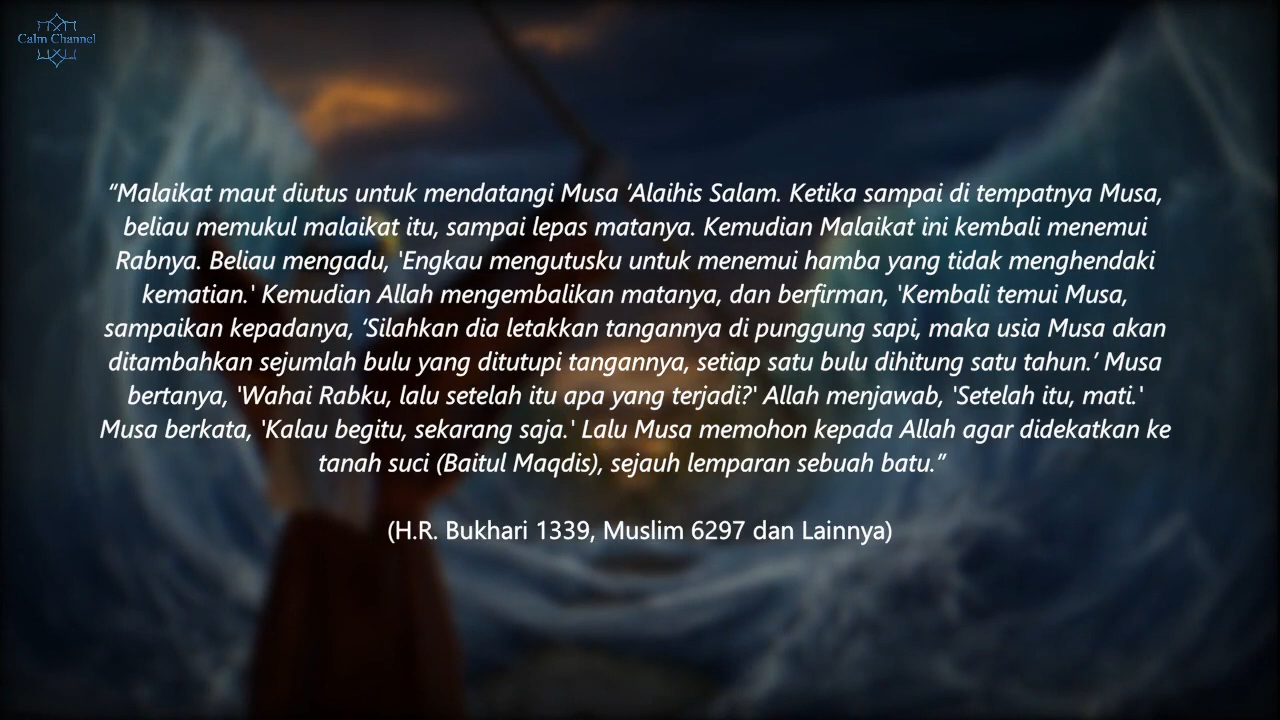 Calm Channel
“Malaikat maut diutus untuk mendatangi Musa ‘Alaihis Salam. Ketika sampai di tempatnya Musa,
beliau memukul malaikat itu, sampai lepas matanya. Kemudian Malaikat ini kembali menemui
Rabnya. Beliau mengadu, 'Engkau mengutusku untuk menemui hamba yang tidak menghendaki
kematian.' Kemudian Allah mengembalikan matanya, dan berfirman, 'Kembali temui Musa,
sampaikan kepadanya, ‘Silahkan dia letakkan tangannya di punggung sapi, maka usia Musa akan
ditambahkan sejumlah bulu yang ditutupi tangannya, setiap satu bulu dihitung satu tahun.’ Musa
bertanya, 'Wahai Rabku, lalu setelah itu apa yang terjadi?' Allah menjawab, 'Setelah itu, mati.'
Musa berkata, 'Kalau begitu, sekarang saja.' Lalu Musa memohon kepada Allah agar didekatkan ke
tanah suci (Baitul Maqdis), sejauh lemparan sebuah batu.”
(H.R. Bukhari 1339, Muslim 6297 dan Lainnya)